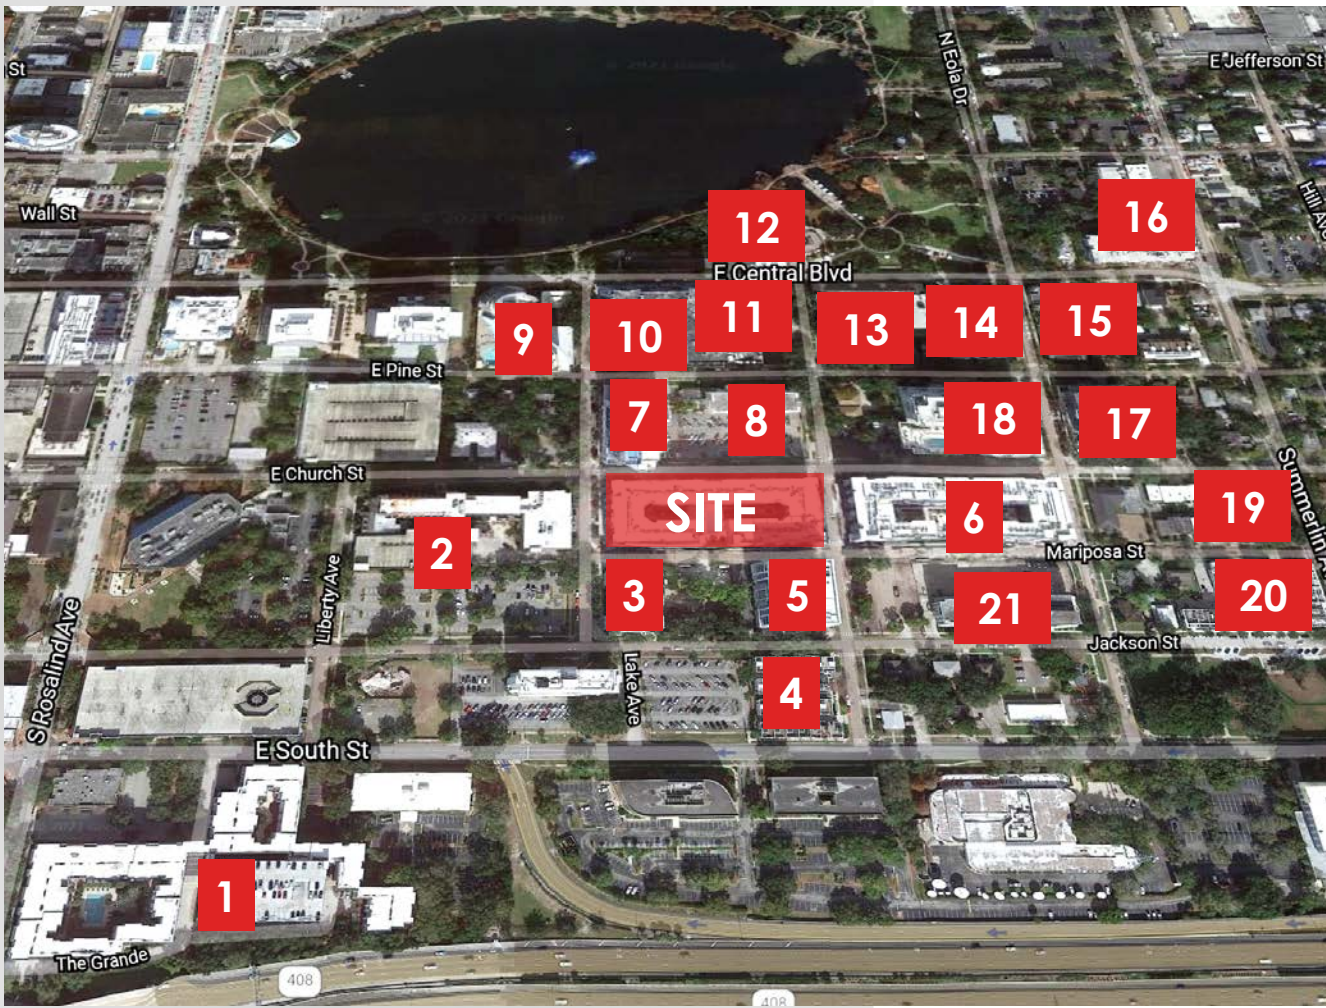 St
N Eola Dr
E Jefferson St
Wall St
12
16
Hill Ave
E Central Blvd
9
10
11
13
14
15
E Pine St
7
8
18
17
E Church St
SITE
6
19
Summerlin A
2
Mariposa St
Liberty Ave
3
5
21
20
S Rosalind Ave
Jackson St
Lake Ave
4
E South St
1
The Grande
408
408